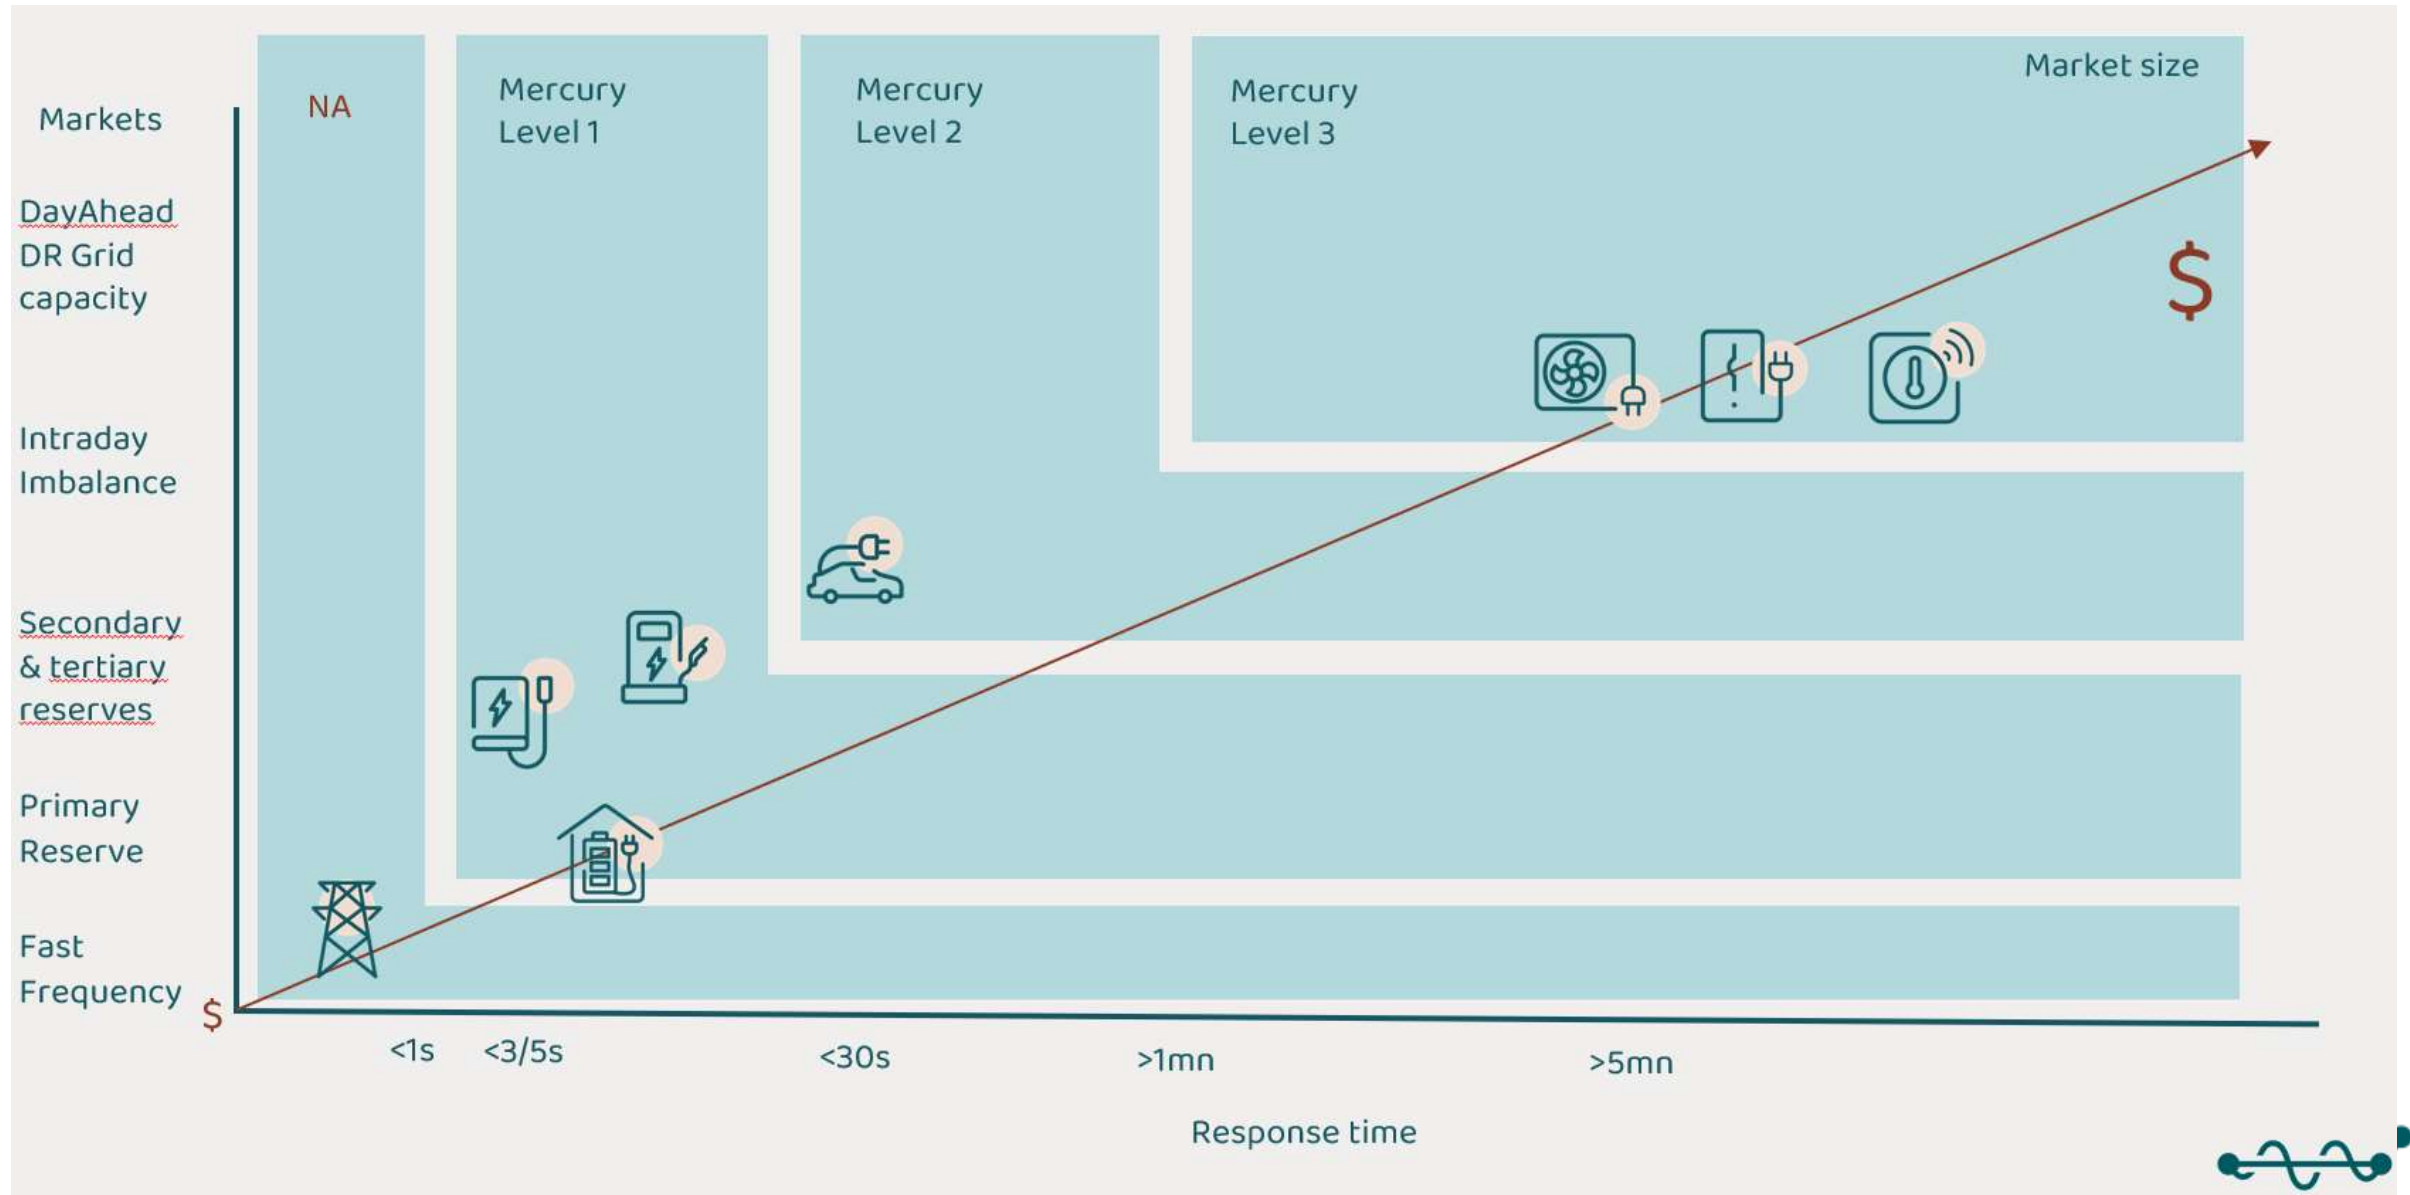 Markets
DayAhead
DR Grid
capacity
Intraday
Imbalance
Secondary
& tertiary
reserves
Primary
Reserve
Fast
Frequency
$
NA
Mercury
Level 1
Mercury
Level 2
Mercury
Level 3
Market size
$
<1s
<3/5s
<30s
>1mn
>5mn
Response time